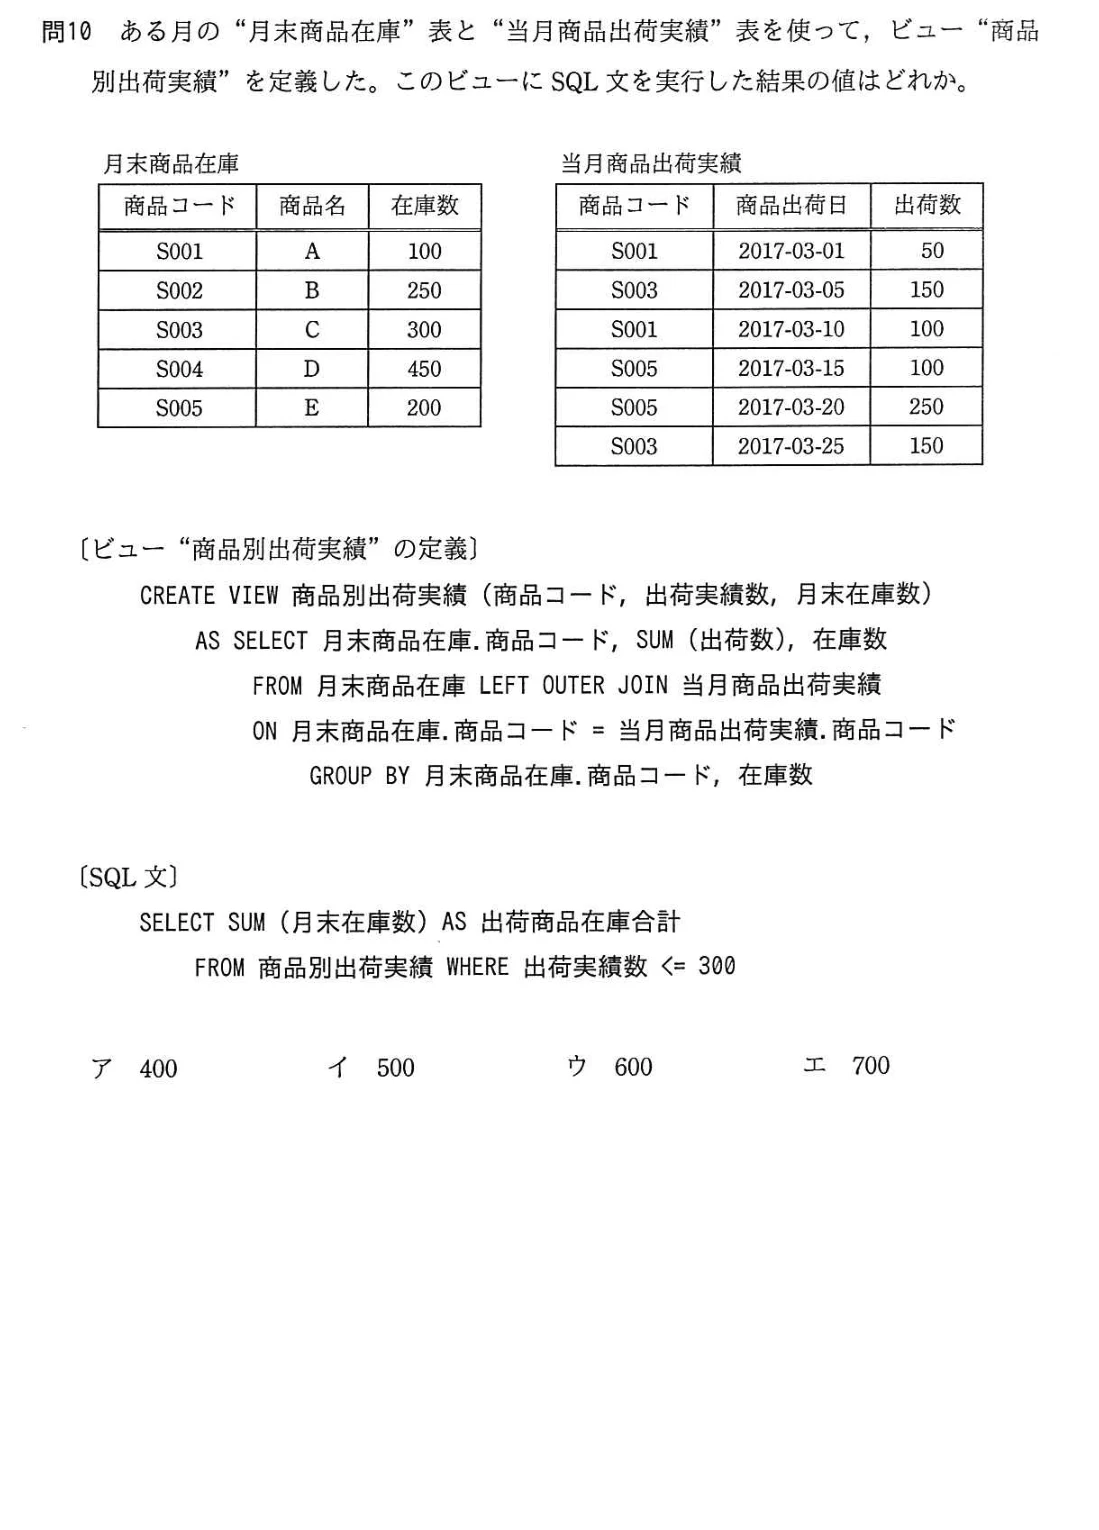 問10　ある月の“月末商品在庫”表と“当月商品出荷実績”表を使って，ビュー“商品
別出荷実績”を定義した。このビューに SQL 文を実行した結果の値はどれか。
月末商品在庫
商品コード　商品名　在庫数
S001　A　100
S002　B　250
S003　C　300
S004　D　450
S005　E　200
当月商品出荷実績
商品コード　商品出荷日　出荷数
S001　2017-03-01　50
S003　2017-03-05　150
S001　2017-03-10　100
S005　2017-03-15　100
S005　2017-03-20　250
S003　2017-03-25　150
〔ビュー“商品別出荷実績”の定義〕
CREATE VIEW 商品別出荷実績（商品コード，出荷実績数，月末在庫数）
AS SELECT 月末商品在庫.商品コード，SUM（出荷数），在庫数
FROM 月末商品在庫 LEFT OUTER JOIN 当月商品出荷実績
ON 月末商品在庫.商品コード = 当月商品出荷実績.商品コード
GROUP BY 月末商品在庫.商品コード，在庫数
〔SQL 文〕
SELECT SUM（月末在庫数）AS 出荷商品在庫合計
FROM 商品別出荷実績 WHERE 出荷実績数 <= 300
ア　400　イ　500　ウ　600　エ　700